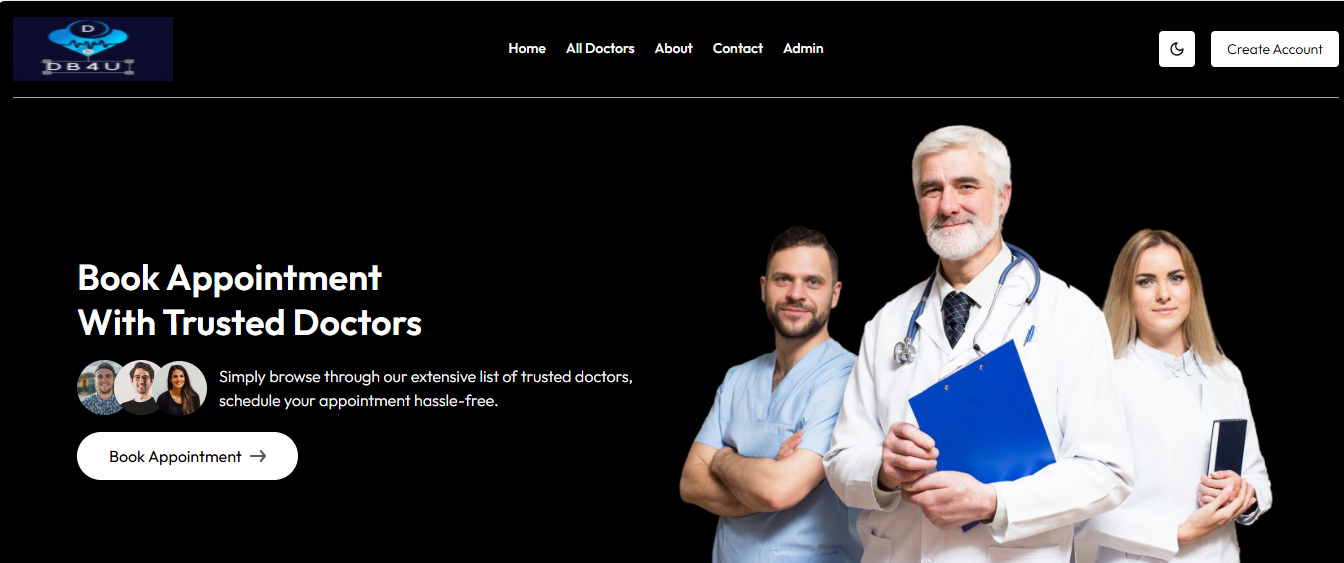 D
DB4U
Home All Doctors About Contact Admin
Create Account
Book Appointment
With Trusted Doctors
Simply browse through our extensive list of trusted doctors,
schedule your appointment hassle-free.
Book Appointment